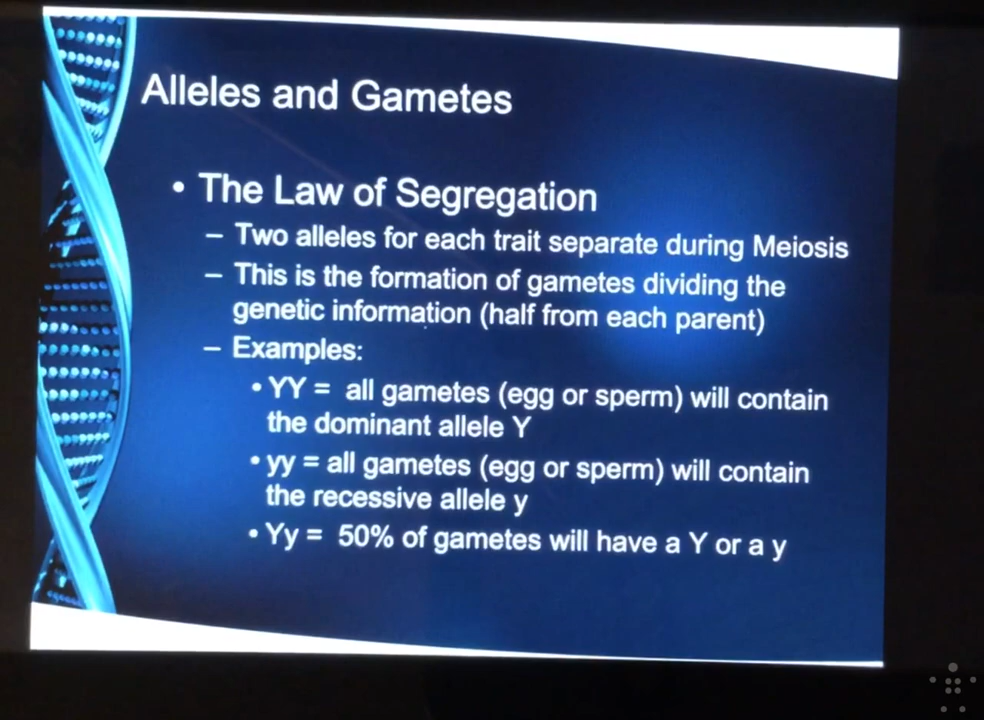 Alleles and Gametes
• The Law of Segregation
– Two alleles for each trait separate during Meiosis
– This is the formation of gametes dividing the
genetic information (half from each parent)
– Examples:
• YY = all gametes (egg or sperm) will contain
the dominant allele Y
• yy = all gametes (egg or sperm) will contain
the recessive allele y
• Yy = 50% of gametes will have a Y or a y